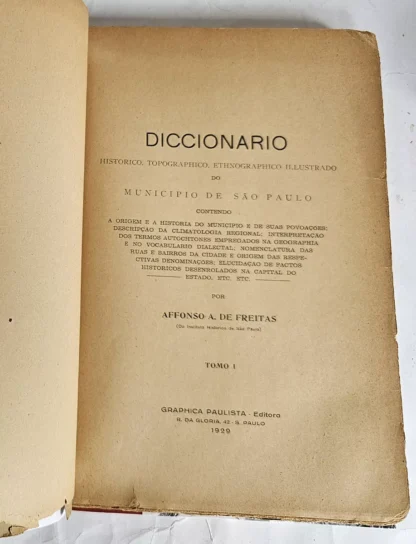 DICCIONARIO
HISTORICO, TOPOGRAPHICO, ETHNOGRAPHICO ILLUSTRADO
DO
MUNICIPIO DE SÃO PAULO
CONTENDO
A ORIGEM E A HISTORIA DO MUNICIPIO E DE SUAS POVOAÇÕES;
DESCRIPÇÃO DA CLIMATOLOGIA REGIONAL; INTERPRETAÇÃO
DOS TERMOS AUTOCHTONES EMPREGADOS NA GEOGRAPHIA
E NO VOCABULARIO DIALECTAL; NOMENCLATURA DAS
RUAS E BAIRROS DA CIDADE E ORIGEM DAS RESPE-
CTIVAS DENOMINAÇÕES; ELUCIDAÇÃO DE FACTOS
HISTORICOS DESENROLADOS NA CAPITAL DO
ESTADO, ETC. ETC.
POR
AFFONSO A. DE FREITAS
(Do Instituto Historico de São Paulo)
TOMO I
GRAPHICA PAULISTA - Editora
R. DA GLORIA, 42 - S. PAULO
1929